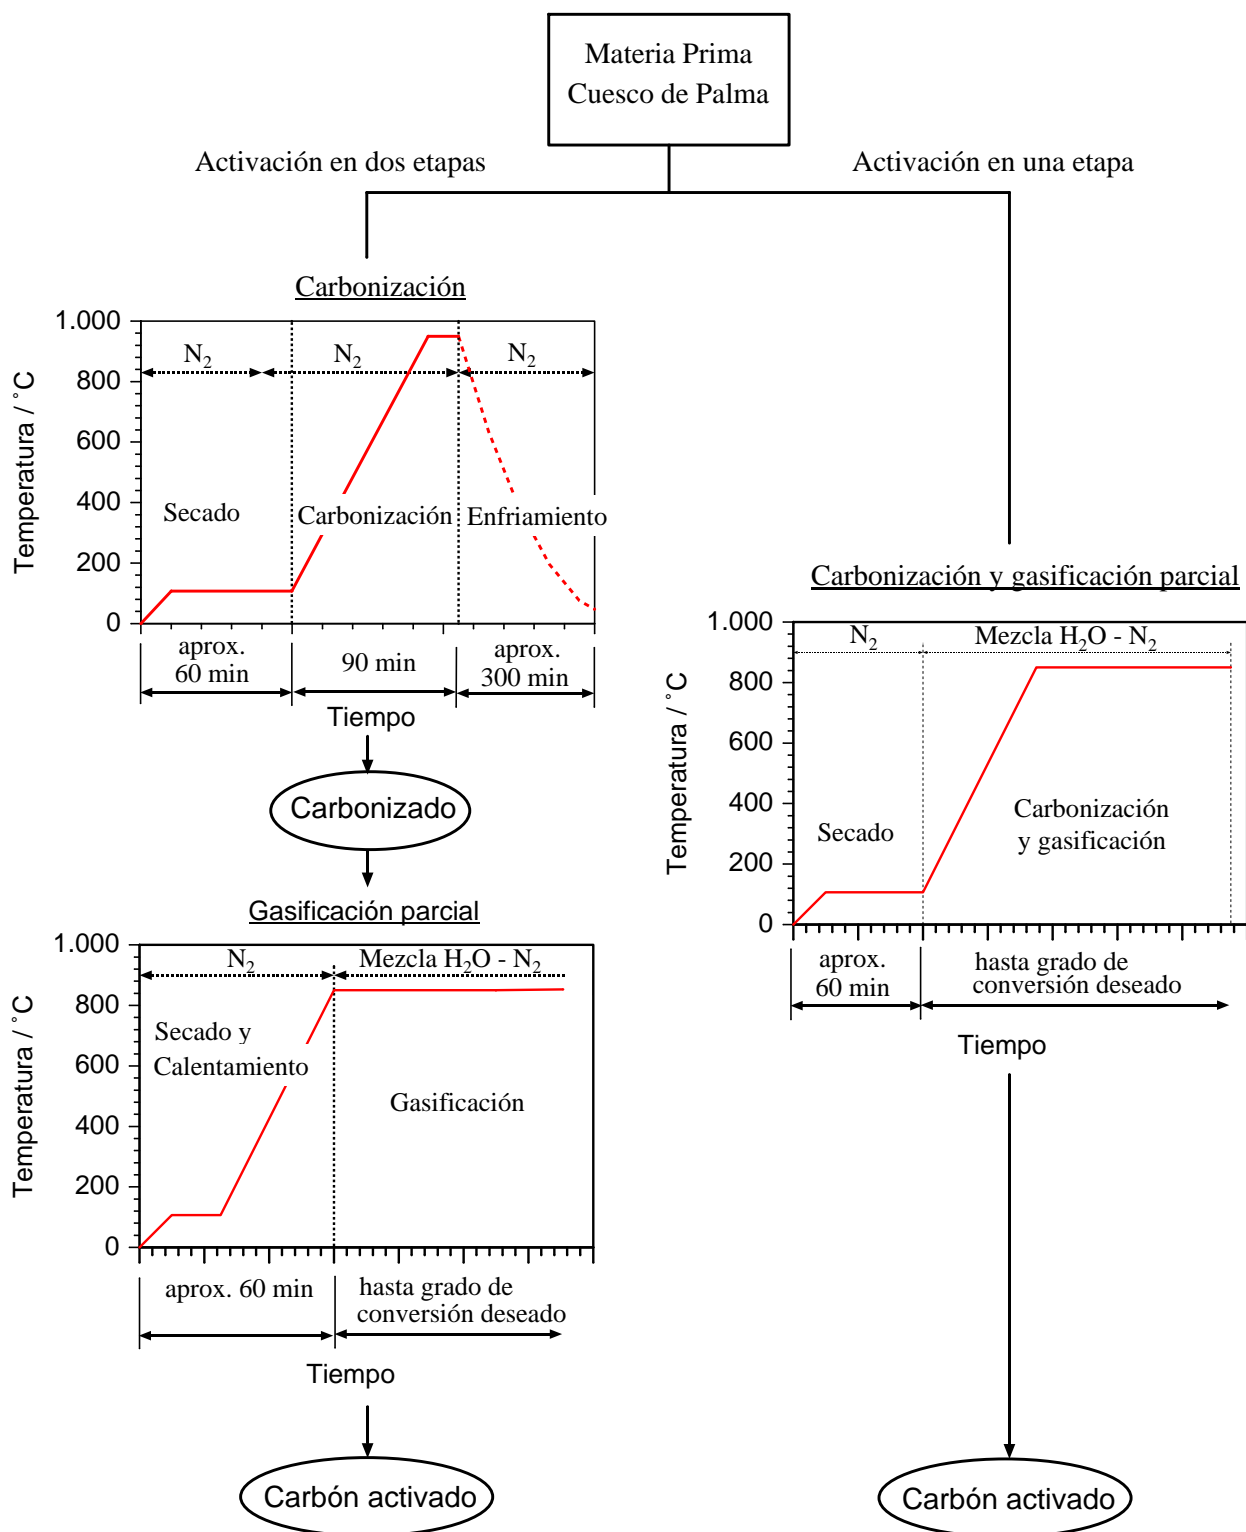 Materia Prima
Cuesco de Palma
Activación en dos etapas
Activación en una etapa
Carbonización
1.000
800
600
400
200
0
Temperatura / °C
N₂
N₂
N₂
Secado
Carbonización
Enfriamiento
aprox.
60 min
90 min
aprox.
300 min
Tiempo
Carbonizado
Gasificación parcial
1.000
800
600
400
200
0
Temperatura / °C
N₂
Mezcla H₂O - N₂
Secado y
Calentamiento
Gasificación
aprox. 60 min
hasta grado de
conversión deseado
Tiempo
Carbón activado
Carbonización y gasificación parcial
1.000
800
600
400
200
0
Temperatura / °C
N₂
Mezcla H₂O - N₂
Secado
Carbonización
y gasificación
aprox.
60 min
hasta grado de
conversión deseado
Tiempo
Carbón activado